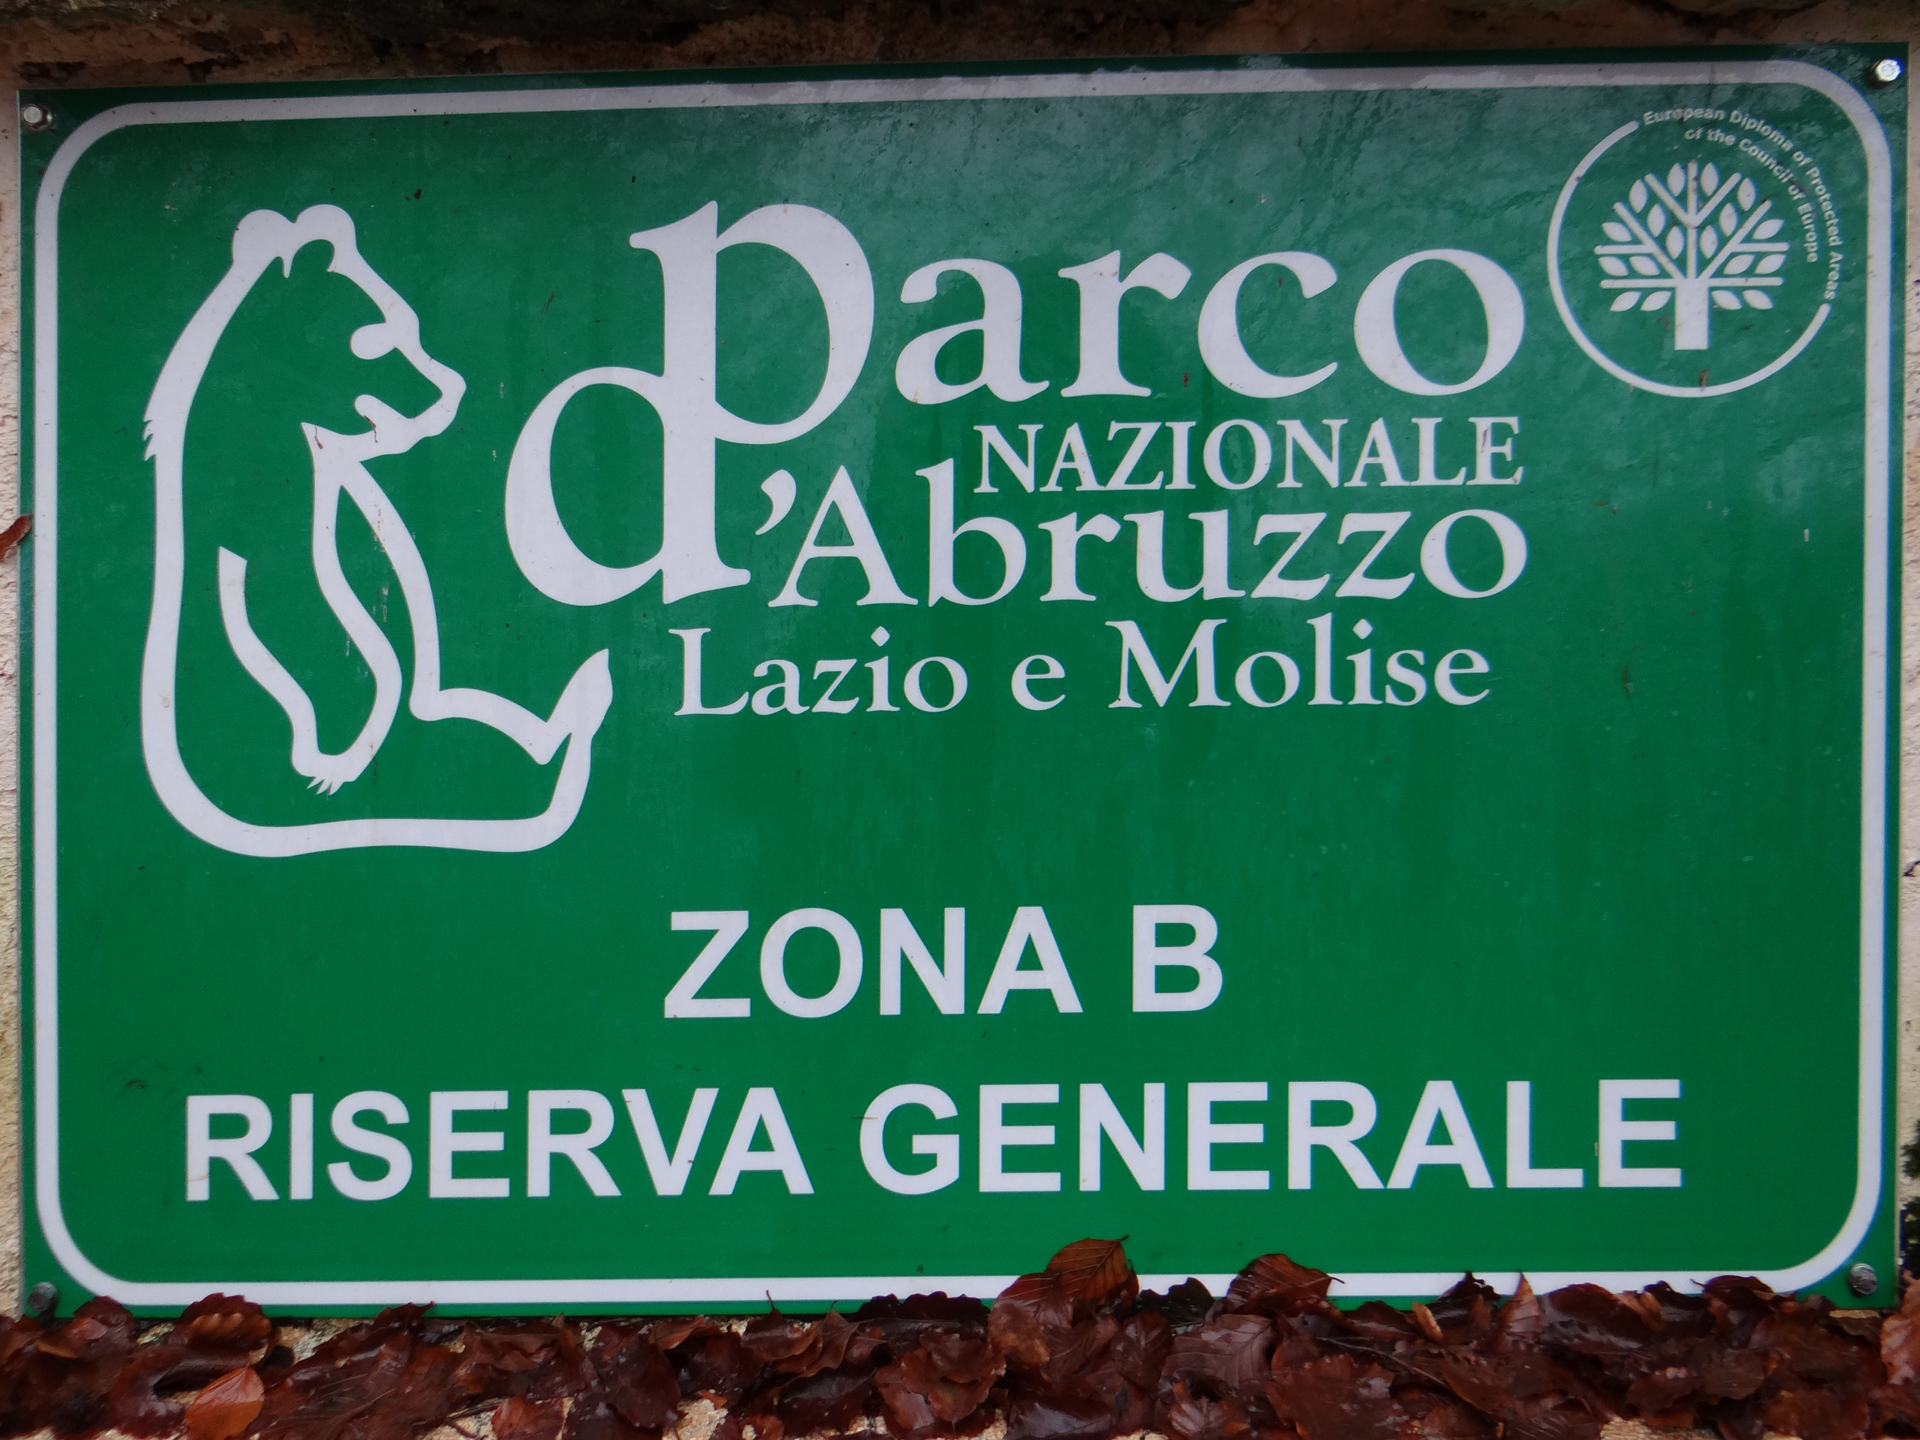 European Diploma of Protected Areas
of the Council of Europe
Parco
NAZIONALE
d'Abruzzo
Lazio e Molise
ZONA B
RISERVA GENERALE